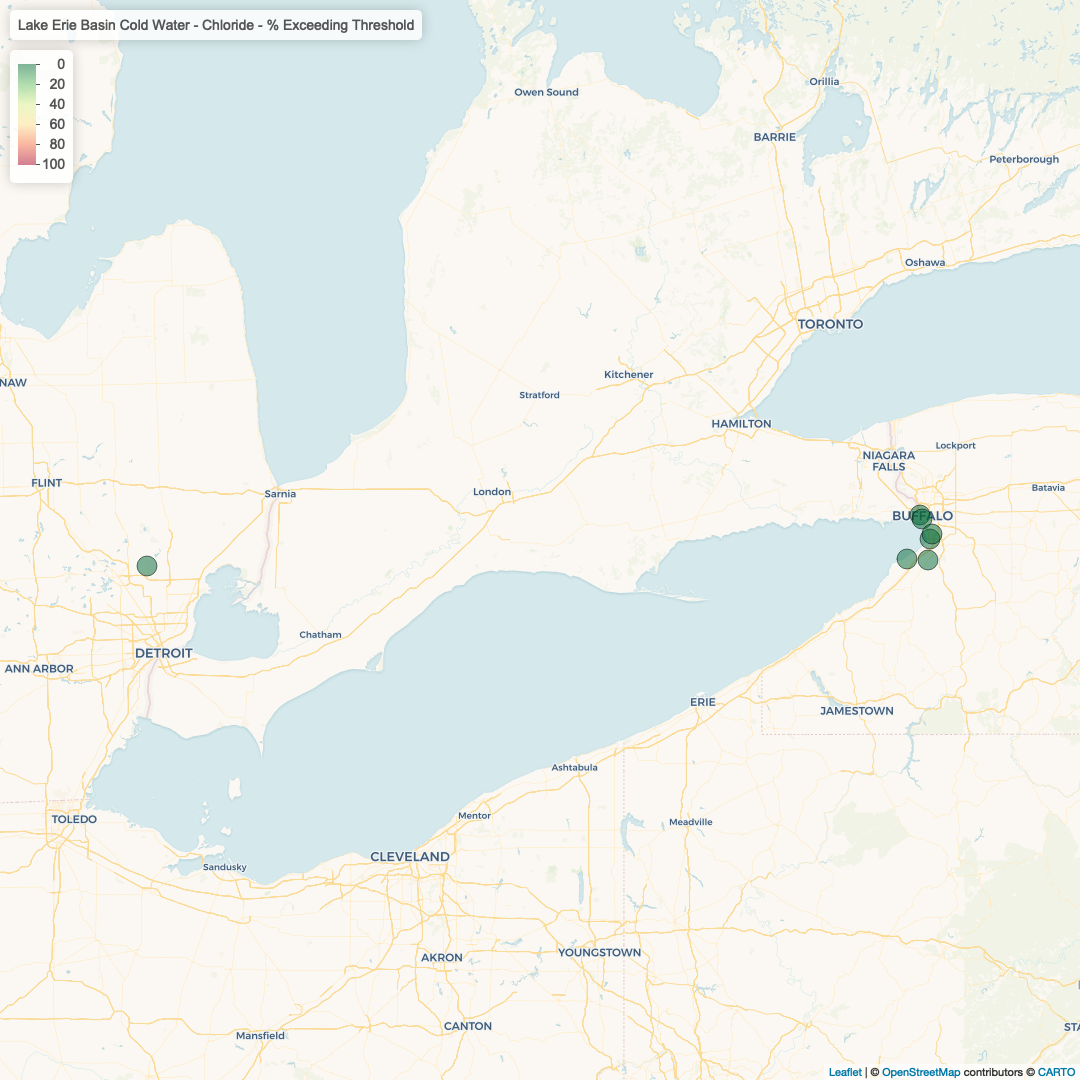 Lake Erie Basin Cold Water - Chloride - % Exceeding Threshold
0
20
40
60
80
100
Orillia
Owen Sound
BARRIE
Peterborough
Oshawa
TORONTO
Kitchener
NAW
Stratford
HAMILTON
Lockport
NIAGARA
FALLS
FLINT
Batavia
Sarnia
London
BUFFALO
Chatham
DETROIT
ANN ARBOR
ERIE
JAMESTOWN
Ashtabula
Mentor
TOLEDO
Meadville
CLEVELAND
Sandusky
YOUNGSTOWN
AKRON
CANTON
STA
Mansfield
Leaflet | © OpenStreetMap contributors © CARTO